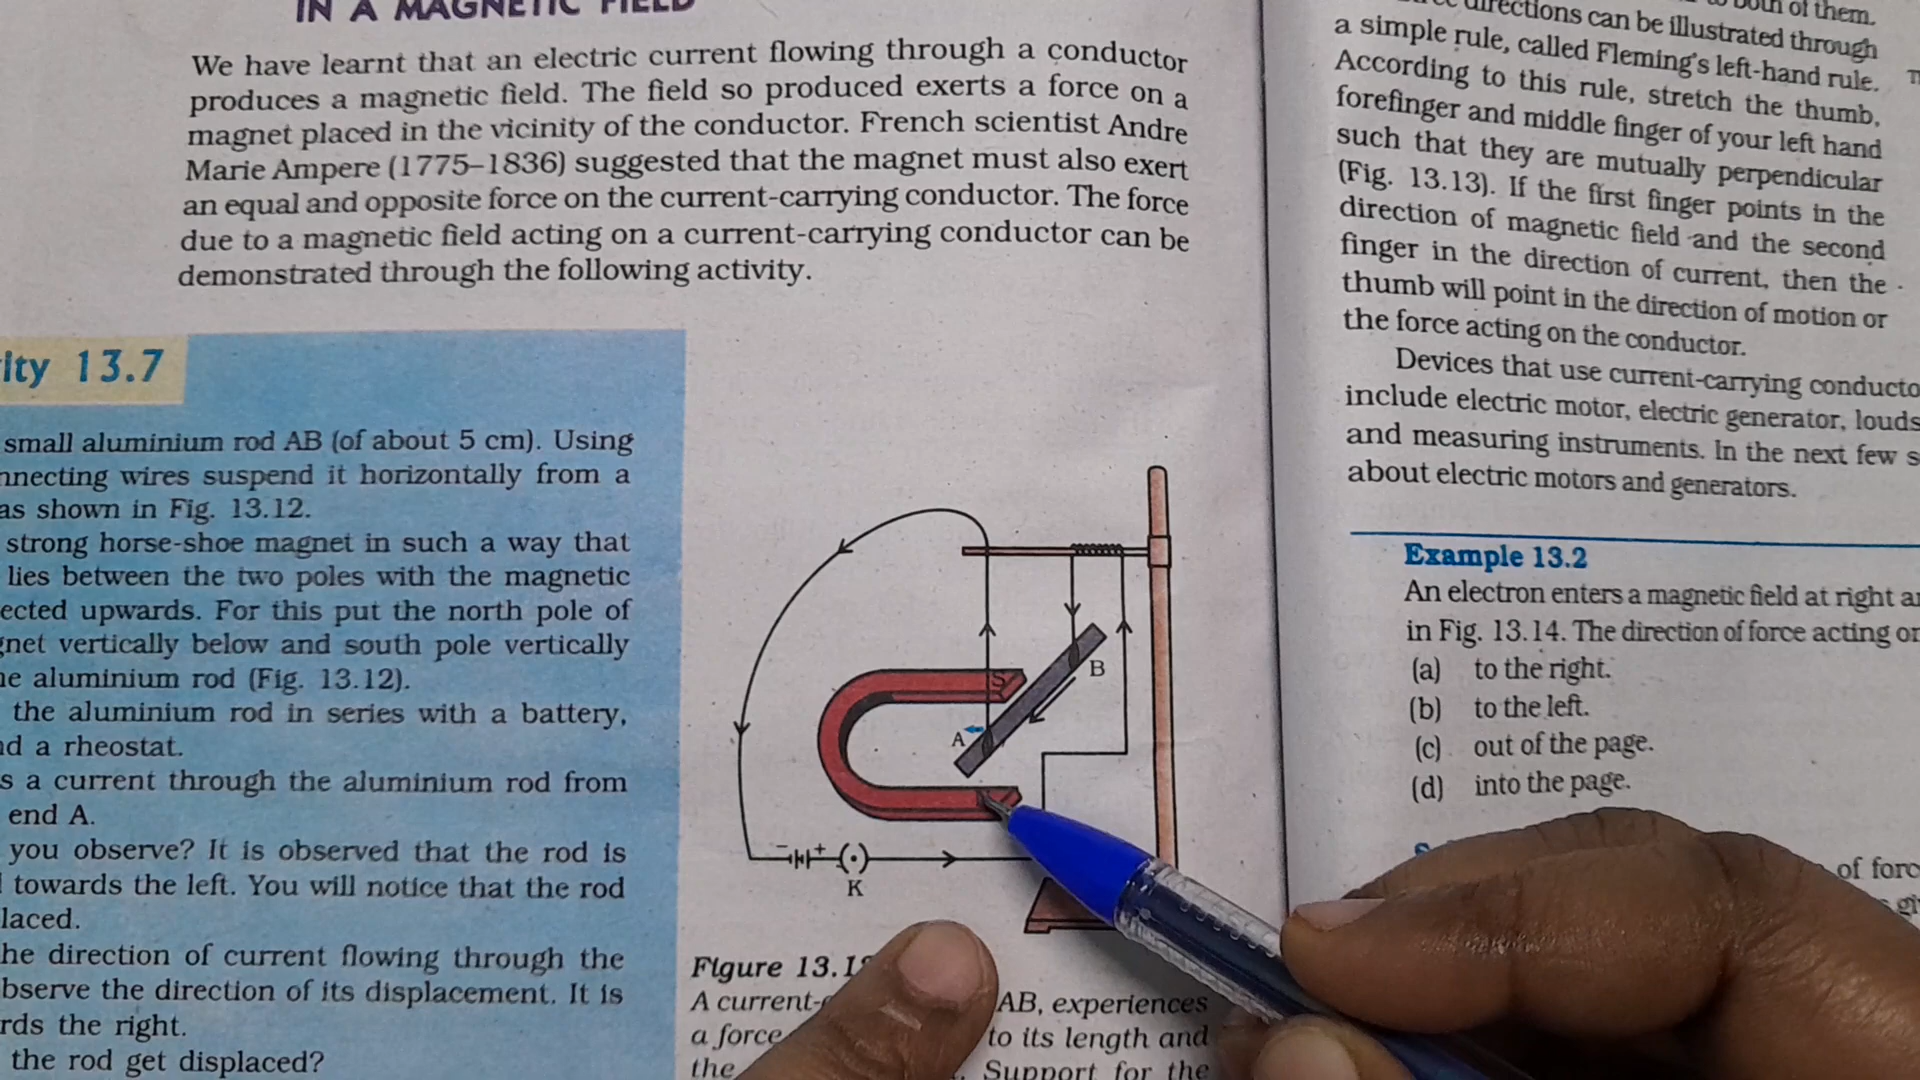 IN A MAGNETIC FIELD
We have learnt that an electric current flowing through a conductor
produces a magnetic field. The field so produced exerts a force on a
magnet placed in the vicinity of the conductor. French scientist Andre
Marie Ampere (1775–1836) suggested that the magnet must also exert
an equal and opposite force on the current-carrying conductor. The force
due to a magnetic field acting on a current-carrying conductor can be
demonstrated through the following activity.
ity 13.7
small aluminium rod AB (of about 5 cm). Using
nnecting wires suspend it horizontally from a
as shown in Fig. 13.12.
strong horse-shoe magnet in such a way that
lies between the two poles with the magnetic
ected upwards. For this put the north pole of
gnet vertically below and south pole vertically
he aluminium rod (Fig. 13.12).
the aluminium rod in series with a battery,
nd a rheostat.
s a current through the aluminium rod from
end A.
you observe? It is observed that the rod is
towards the left. You will notice that the rod
laced.
he direction of current flowing through the
bserve the direction of its displacement. It is
rds the right.
the rod get displaced?
S
B
A
– +
K
Figure 13.1
A current- AB, experiences
a force to its length and
the Support for the
both of them.
directions can be illustrated through
a simple rule, called Fleming's left-hand rule.
According to this rule, stretch the thumb,
forefinger and middle finger of your left hand
such that they are mutually perpendicular
(Fig. 13.13). If the first finger points in the
direction of magnetic field and the second
finger in the direction of current, then the
thumb will point in the direction of motion or
the force acting on the conductor.
Devices that use current-carrying conducto
include electric motor, electric generator, louds
and measuring instruments. In the next few s
about electric motors and generators.
Example 13.2
An electron enters a magnetic field at right a
in Fig. 13.14. The direction of force acting o
(a) to the right.
(b) to the left.
(c) out of the page.
(d) into the page.
of forc